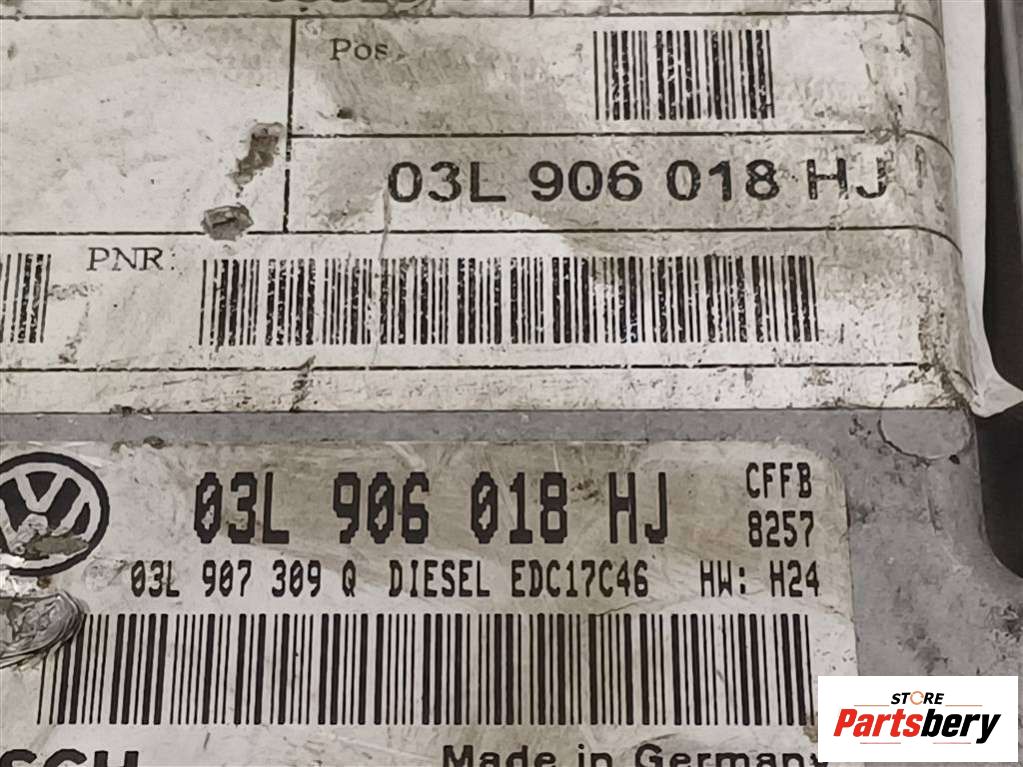 Pos.
03L 906 018 HJ
PNR:
03L 906 018 HJ
CFFB
8257
03L 907 309 Q DIESEL EDC17C46 HW: H24
Made in Germany
STORE
Partsbery